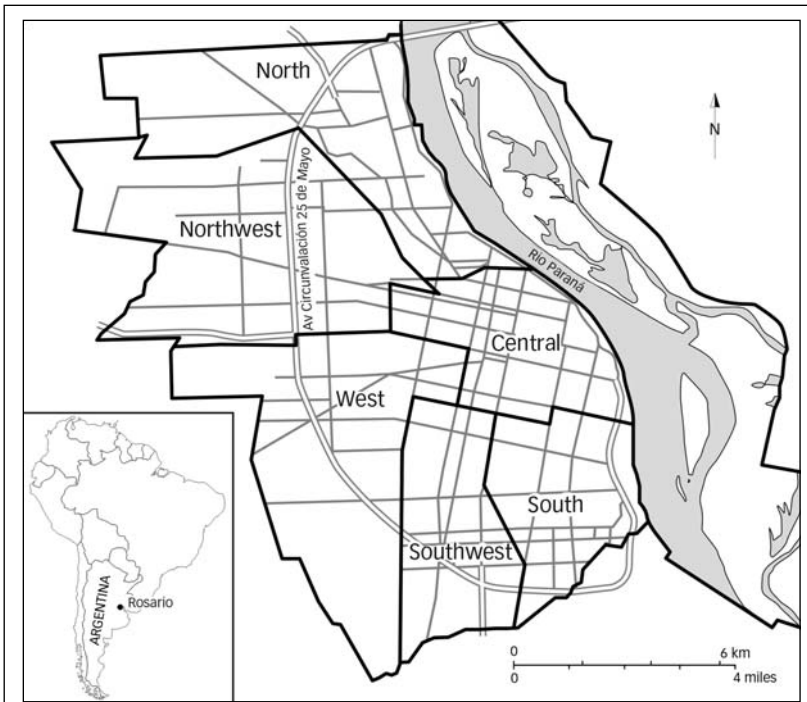 North
N
Av Circunvalación 25 de Mayo
Northwest
Río Paraná
Central
West
South
Southwest
ARGENTINA
Rosario
0 6 km
0 4 miles